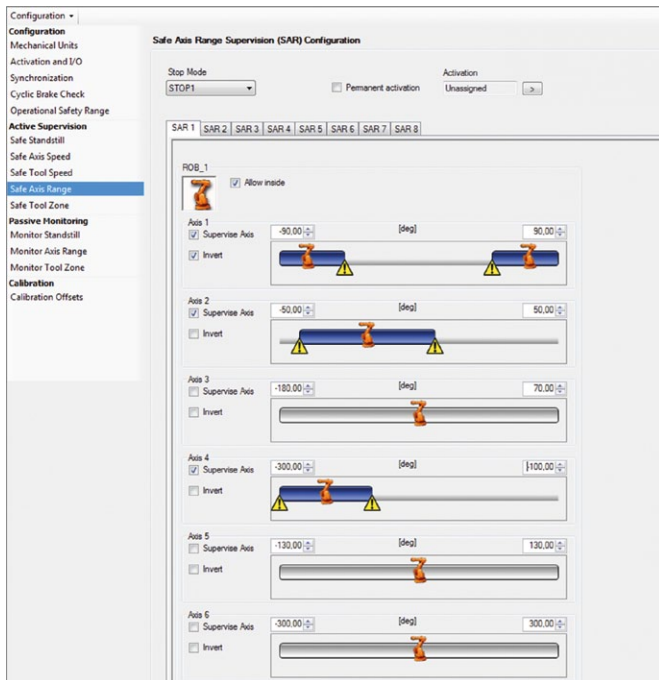 Configuration
Configuration
Mechanical Units
Activation and I/O
Synchronization
Cyclic Brake Check
Operational Safety Range
Active Supervision
Safe Standstill
Safe Axis Speed
Safe Tool Speed
Safe Axis Range
Safe Tool Zone
Passive Monitoring
Monitor Standstill
Monitor Axis Range
Monitor Tool Zone
Calibration
Calibration Offsets
Safe Axis Range Supervision (SAR) Configuration
Stop Mode
STOP1
Permanent activation
Activation
Unassigned >
SAR 1 SAR 2 SAR 3 SAR 4 SAR 5 SAR 6 SAR 7 SAR 8
ROB_1
Allow inside
Axis 1
Supervise Axis -90,00 [deg] 90,00
Invert
Axis 2
Supervise Axis -50,00 [deg] 50,00
Invert
Axis 3
Supervise Axis -180,00 [deg] 70,00
Invert
Axis 4
Supervise Axis -300,00 [deg] -100,00
Invert
Axis 5
Supervise Axis -130,00 [deg] 130,00
Invert
Axis 6
Supervise Axis -300,00 [deg] 300,00
Invert